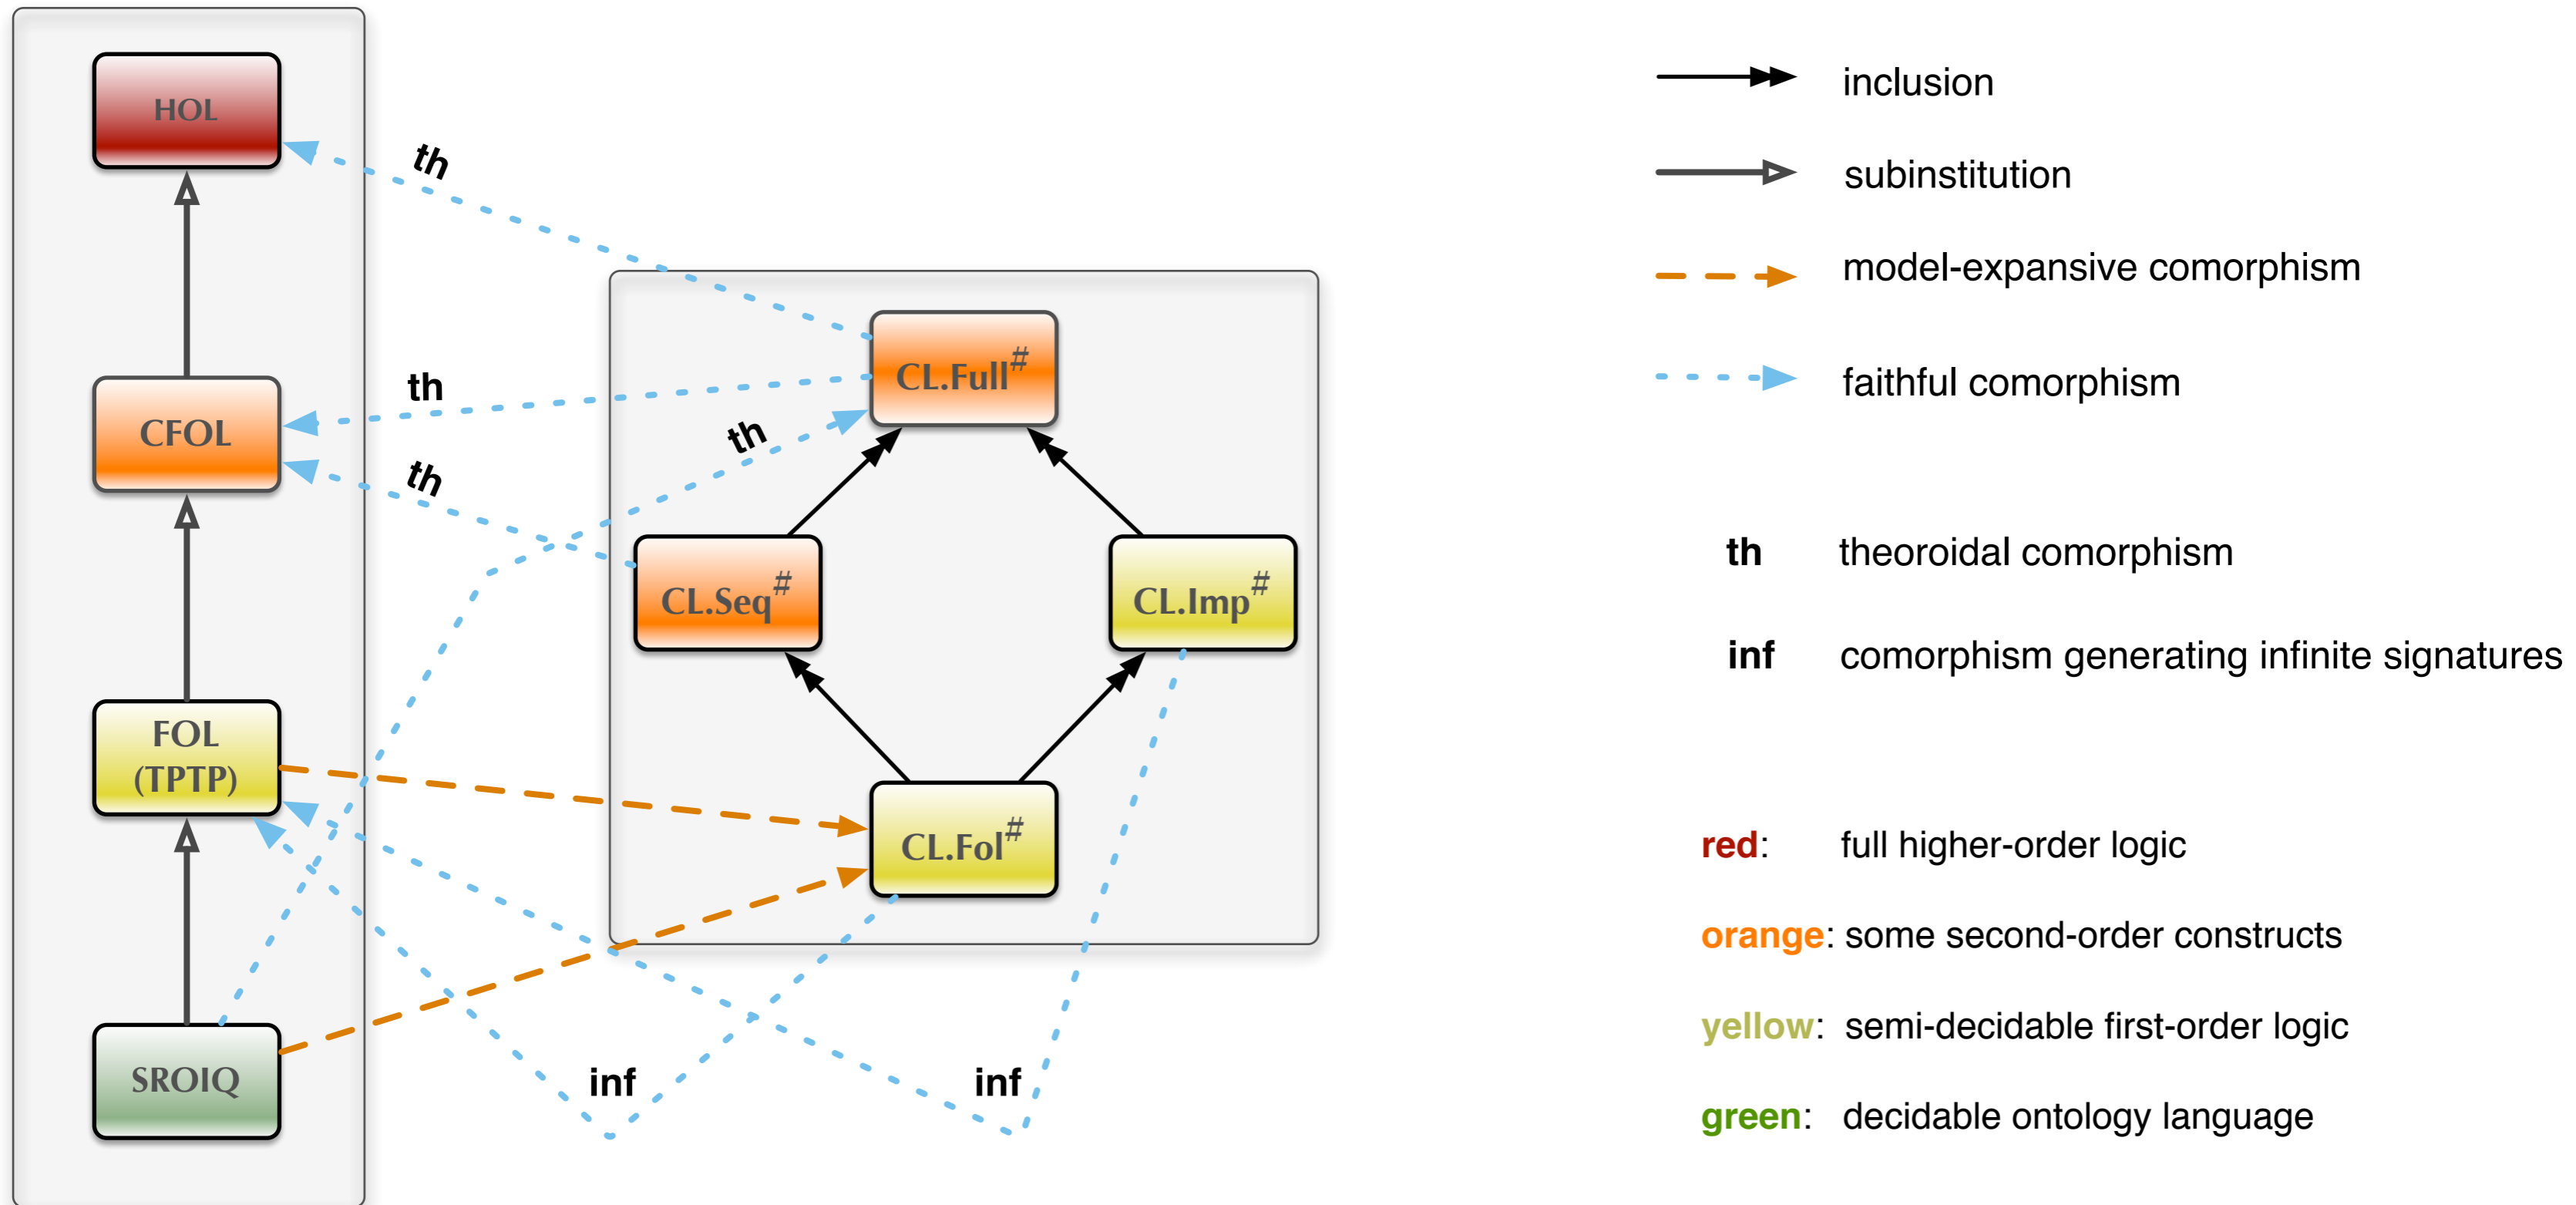 HOL
th
CL.Full#
th
CFOL
th
th
CL.Seq#
CL.Imp#
FOL
(TPTP)
CL.Fol#
SROIQ
inf
inf
inclusion
subinstitution
model-expansive comorphism
faithful comorphism
th theoroidal comorphism
inf comorphism generating infinite signatures
red: full higher-order logic
orange: some second-order constructs
yellow: semi-decidable first-order logic
green: decidable ontology language